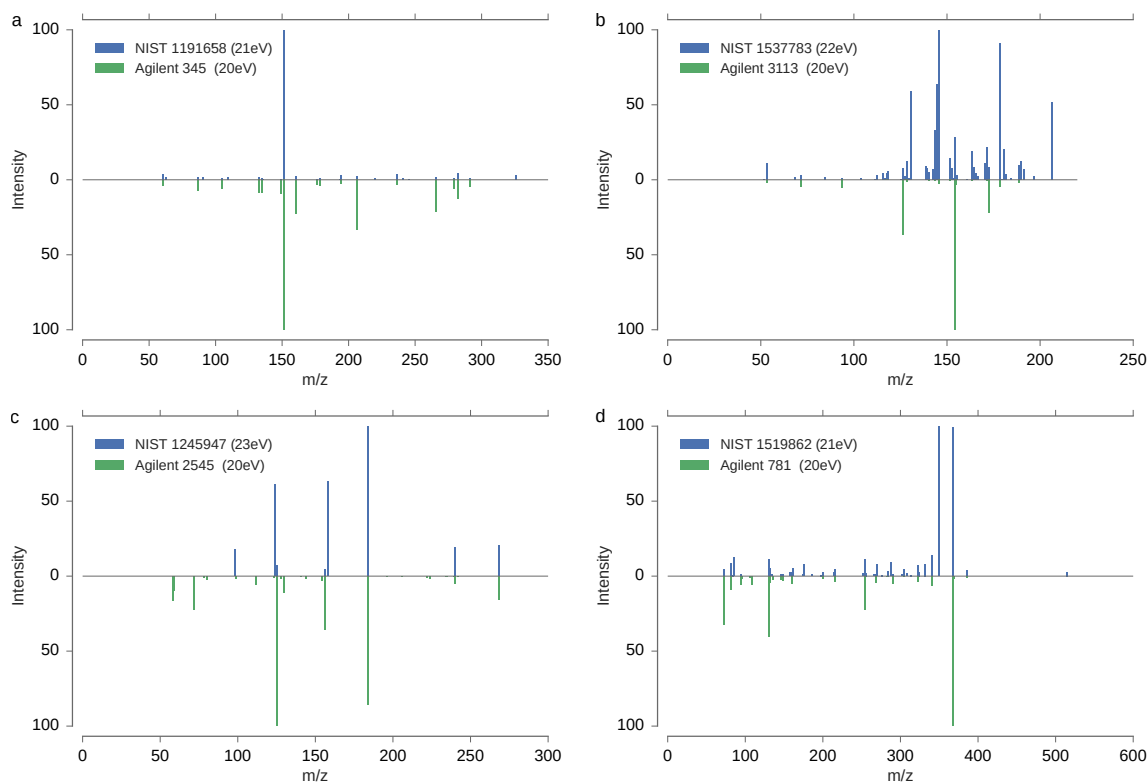 a
100
50
0
50
100
Intensity
NIST 1191658 (21eV)
Agilent 345 (20eV)
0 50 100 150 200 250 300 350
m/z
b
100
50
0
50
100
Intensity
NIST 1537783 (22eV)
Agilent 3113 (20eV)
0 50 100 150 200 250
m/z
c
100
50
0
50
100
Intensity
NIST 1245947 (23eV)
Agilent 2545 (20eV)
0 50 100 150 200 250 300
m/z
d
100
50
0
50
100
Intensity
NIST 1519862 (21eV)
Agilent 781 (20eV)
0 100 200 300 400 500 600
m/z